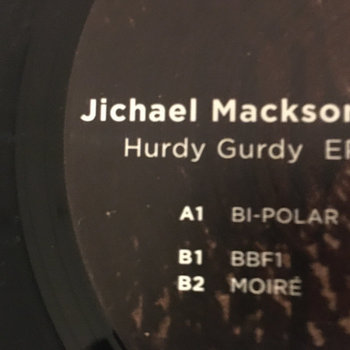 Jichael Mackson
Hurdy Gurdy EP
A1 BI-POLAR
B1 BBF1
B2 MOIRÉ